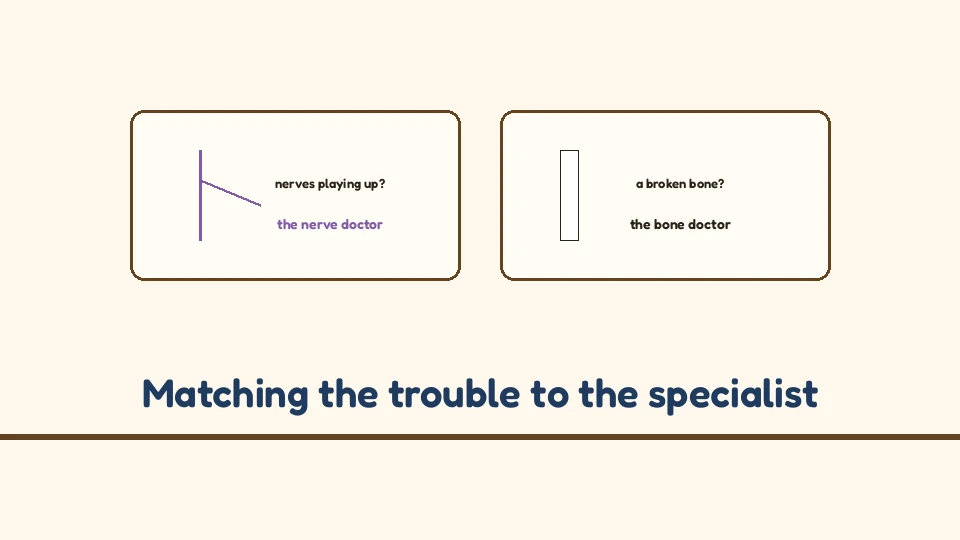 nerves playing up?
the nerve doctor
a broken bone?
the bone doctor
Matching the trouble to the specialist